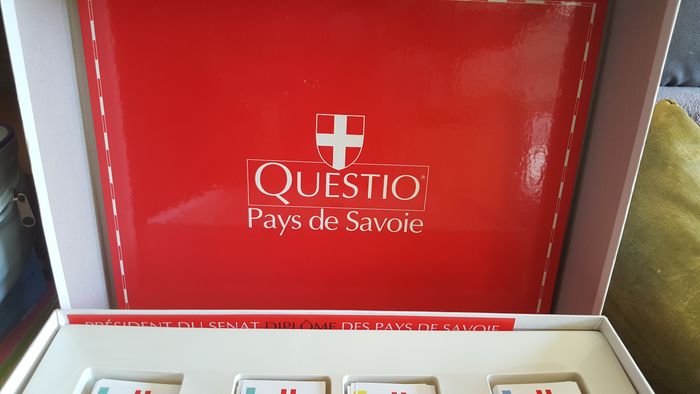 QUESTIO®
Pays de Savoie
PRÉSIDENT DU SENAT DIPLÔME DES PAYS DE SAVOIE